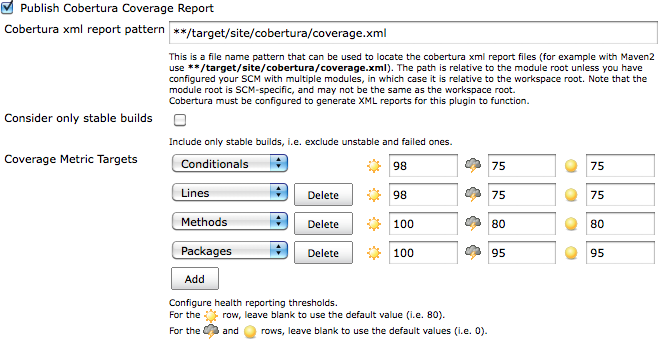 Publish Cobertura Coverage Report
Cobertura xml report pattern **/target/site/cobertura/coverage.xml
This is a file name pattern that can be used to locate the cobertura xml report files (for example with Maven2
use **/target/site/cobertura/coverage.xml). The path is relative to the module root unless you have
configured your SCM with multiple modules, in which case it is relative to the workspace root. Note that the
module root is SCM-specific, and may not be the same as the workspace root.
Cobertura must be configured to generate XML reports for this plugin to function.
Consider only stable builds
Include only stable builds, i.e. exclude unstable and failed ones.
Coverage Metric Targets Conditionals 98 75 75
Lines Delete 98 75 75
Methods Delete 100 80 80
Packages Delete 100 95 95
Add
Configure health reporting thresholds.
For the row, leave blank to use the default value (i.e. 80).
For the and rows, leave blank to use the default values (i.e. 0).